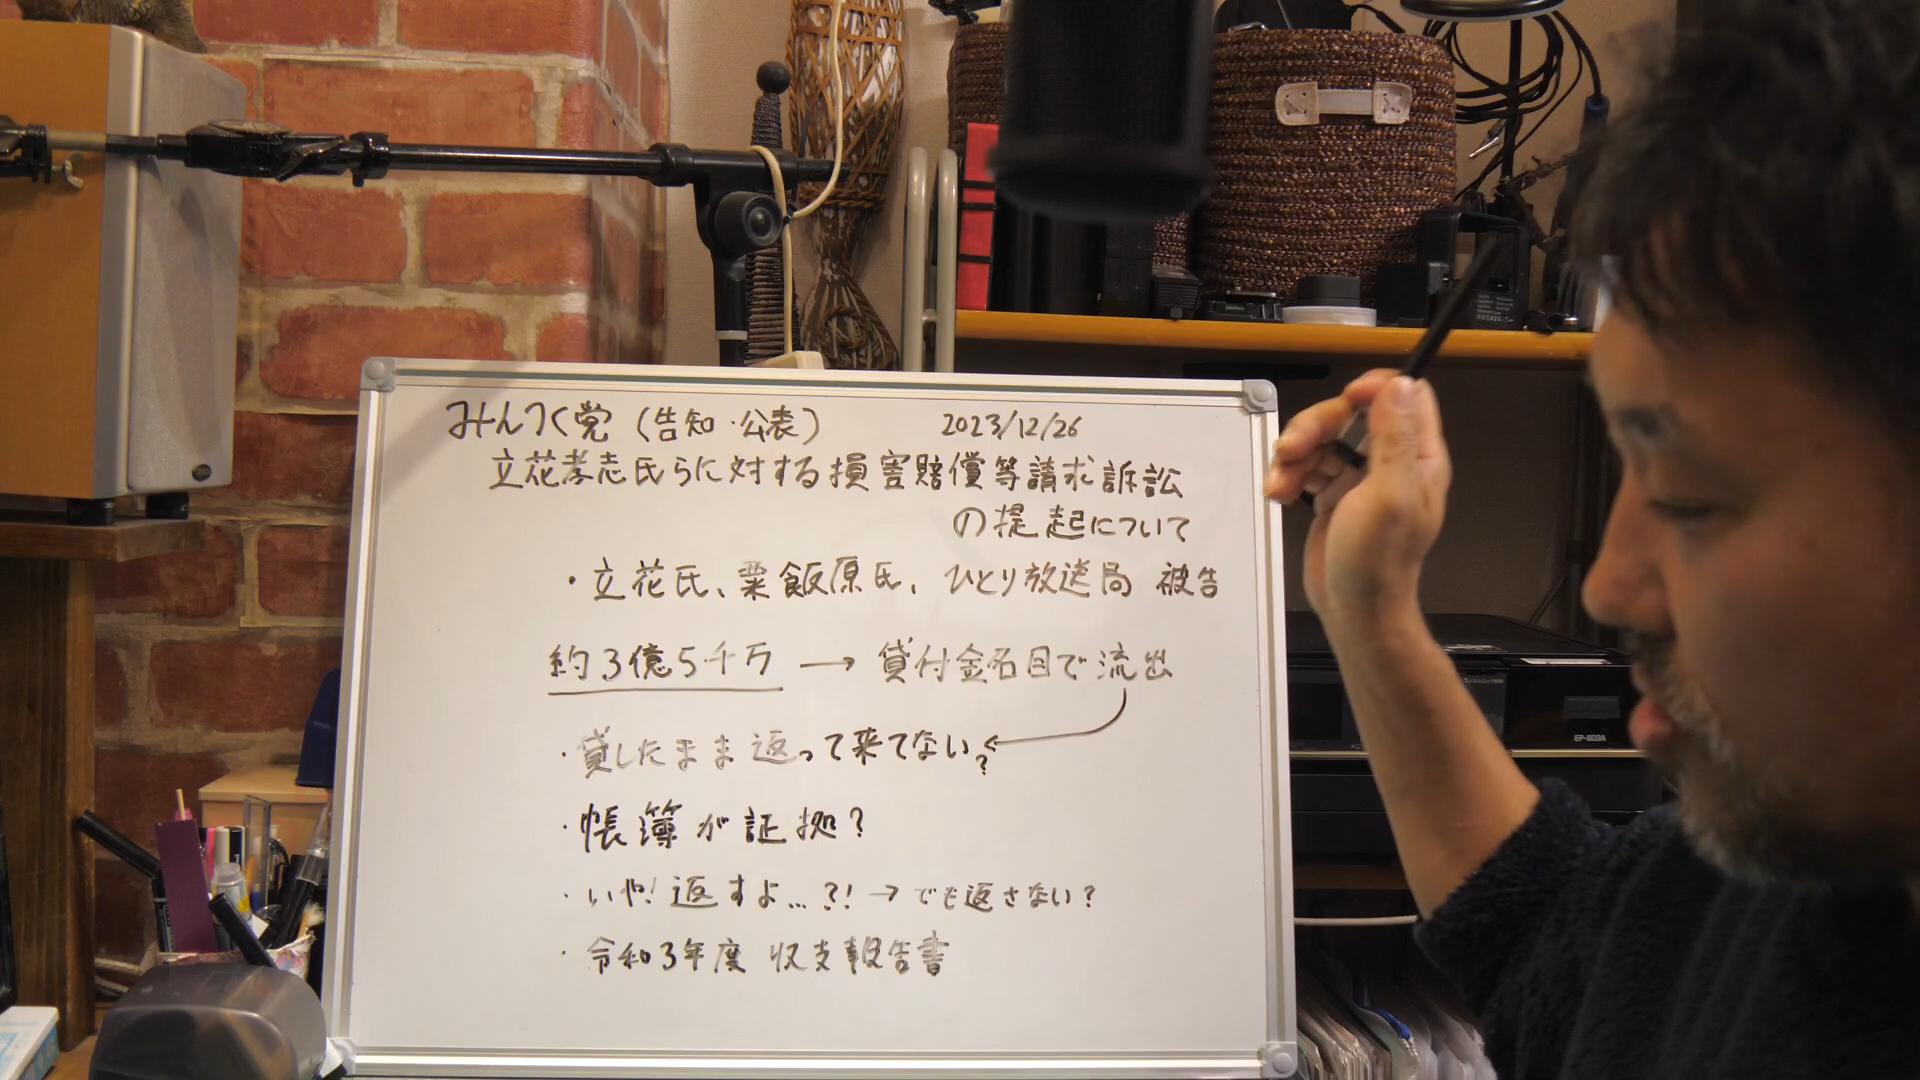 みんつく党（告知・公表） 2023/12/26
立花孝志氏らに対する損害賠償等請求訴訟
の提起について
・立花氏、粟飯原氏、ひとり放送局 被告
約3億5千万 → 貸付金名目で流出
・貸したまま返って来てない?
・帳簿が証拠?
・いや!返すよ...?! → でも返さない?
・令和3年度 収支報告書
EP-803A